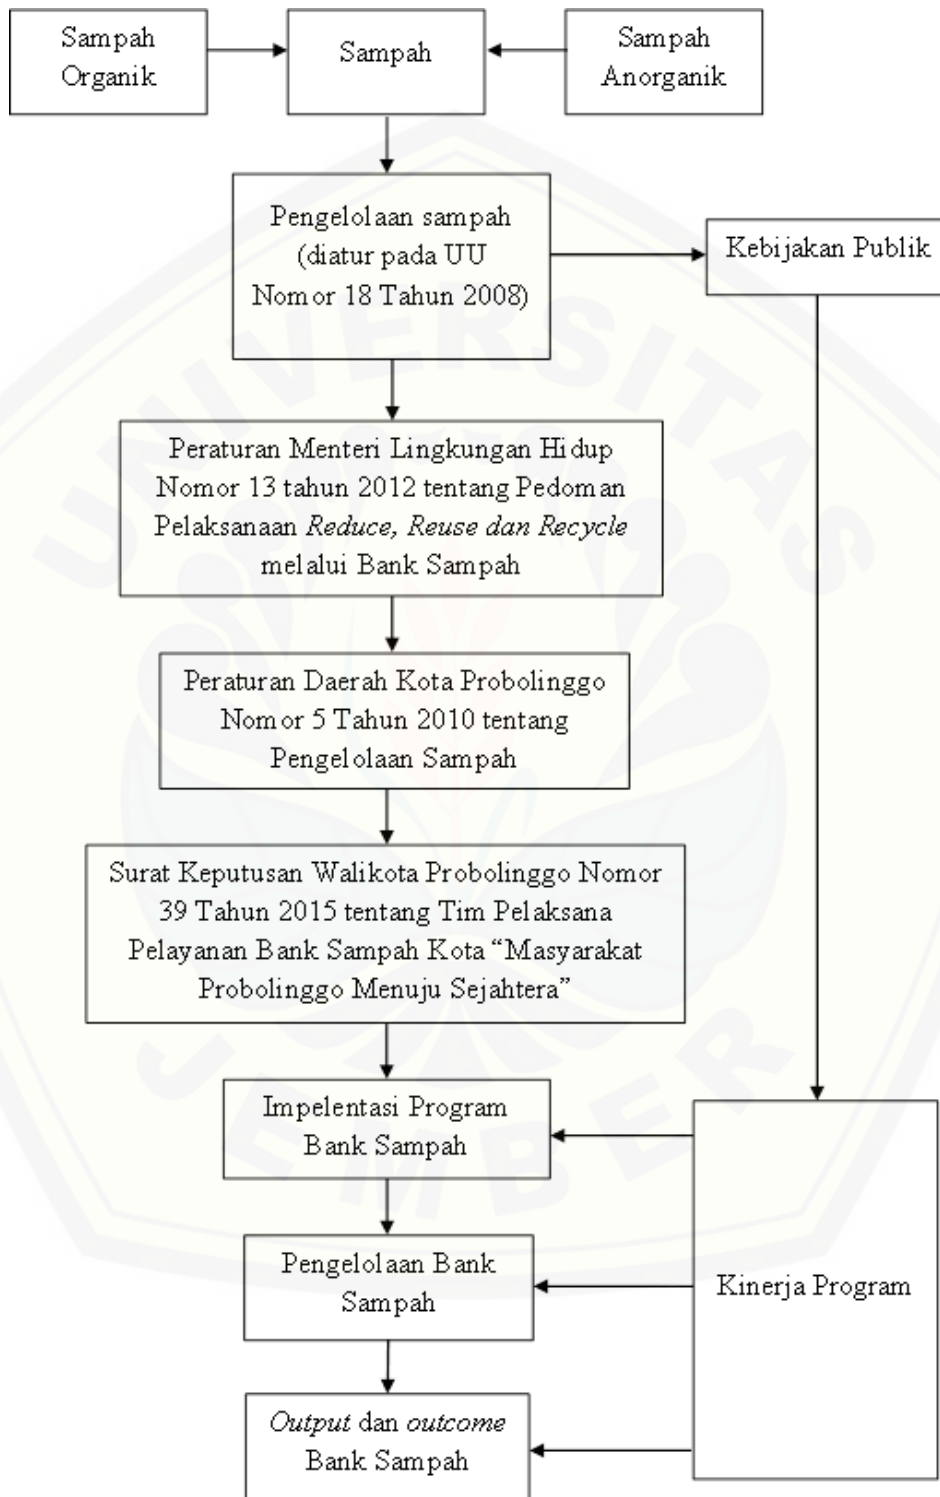 Sampah
Organik
Sampah
Sampah
Anorganik
Pengelolaan sampah
(diatur pada UU
Nomor 18 Tahun 2008)
Kebijakan Publik
Peraturan Menteri Lingkungan Hidup
Nomor 13 tahun 2012 tentang Pedoman
Pelaksanaan Reduce, Reuse dan Recycle
melalui Bank Sampah
Peraturan Daerah Kota Probolinggo
Nomor 5 Tahun 2010 tentang
Pengelolaan Sampah
Surat Keputusan Walikota Probolinggo Nomor
39 Tahun 2015 tentang Tim Pelaksana
Pelayanan Bank Sampah Kota “Masyarakat
Probolinggo Menuju Sejahtera”
Impelentasi Program
Bank Sampah
Pengelolaan Bank
Sampah
Kinerja Program
Output dan outcome
Bank Sampah
UNIVERSITAS
JEMBER